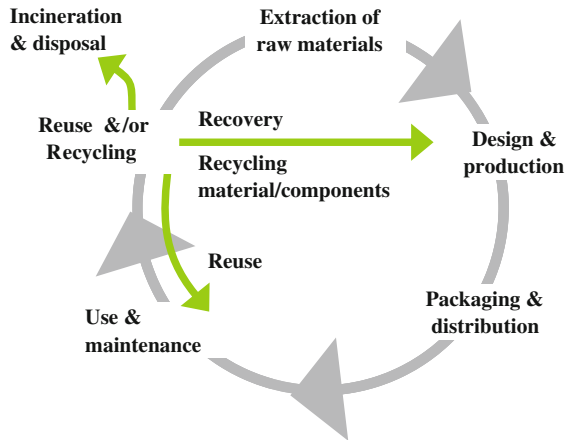 Incineration
& disposal
Extraction of
raw materials
Reuse &/or
Recycling
Recovery
Recycling
material/components
Design &
production
Reuse
Packaging &
distribution
Use &
maintenance